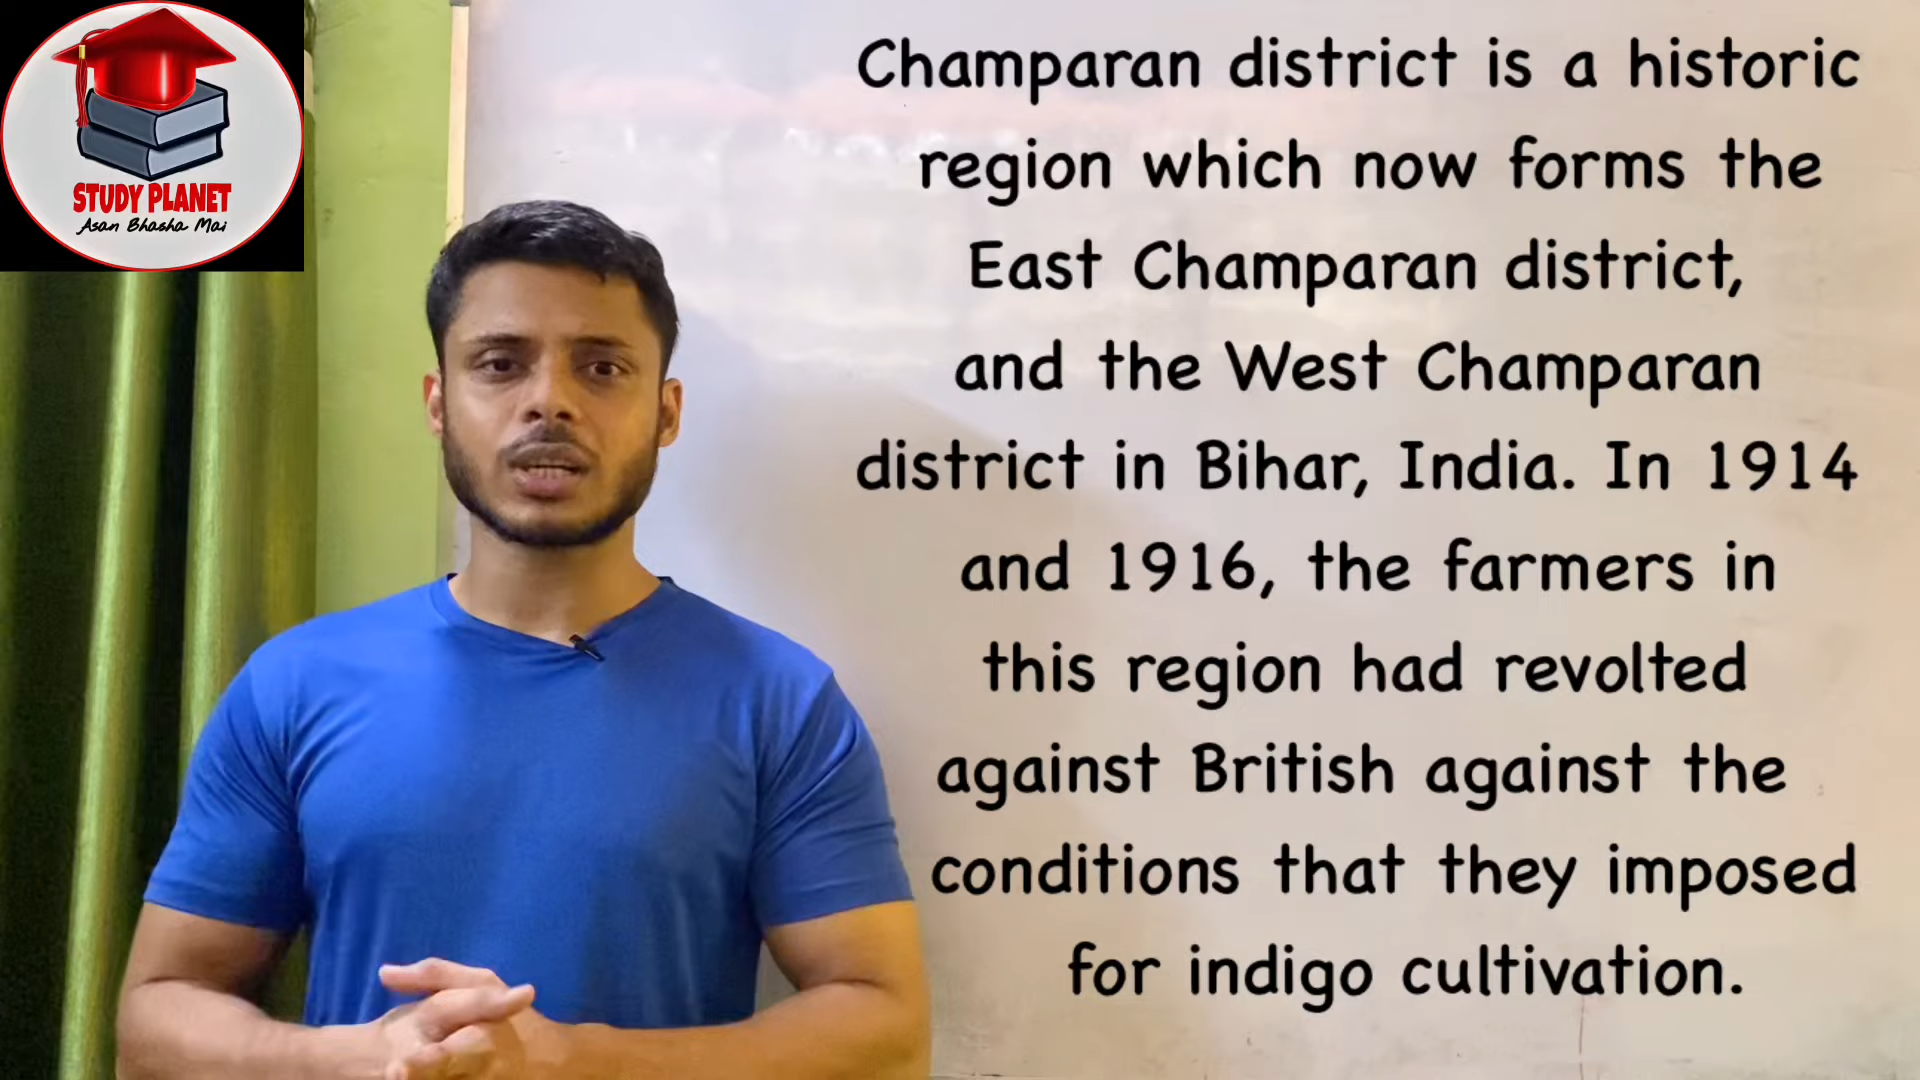 STUDY PLANET
Asan Bhasha Mai
Champaran district is a historic
region which now forms the
East Champaran district,
and the West Champaran
district in Bihar, India. In 1914
and 1916, the farmers in
this region had revolted
against British against the
conditions that they imposed
for indigo cultivation.